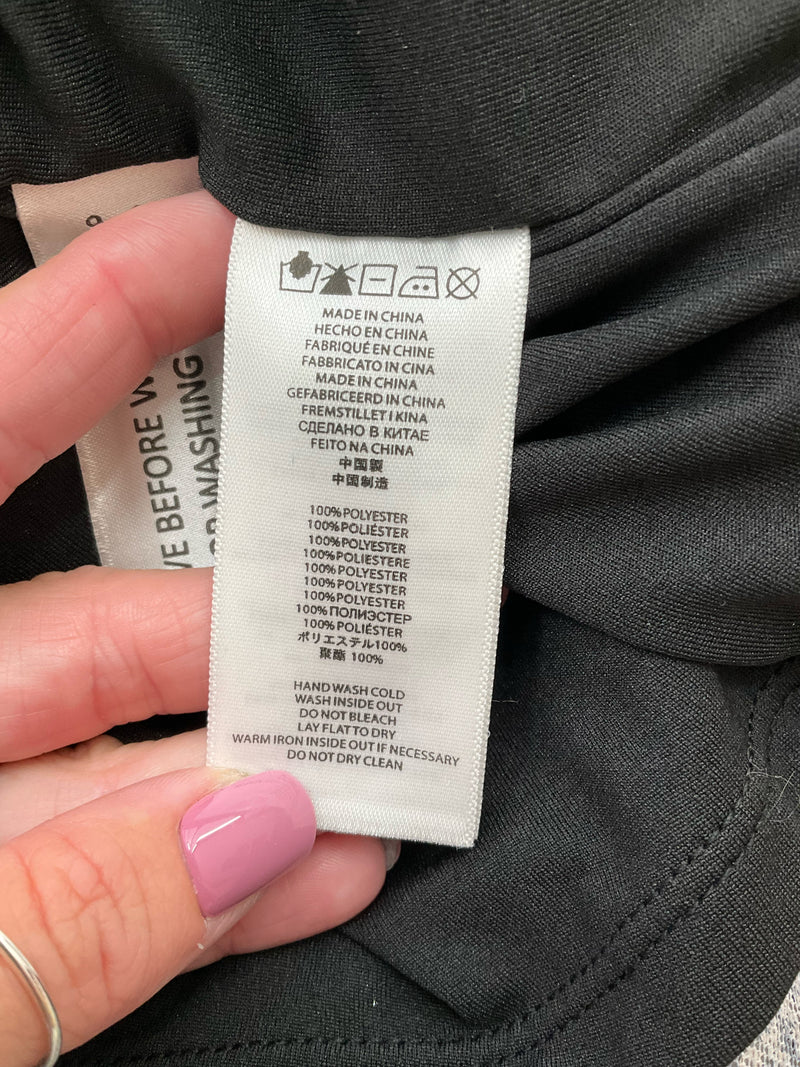 MADE IN CHINA
HECHO EN CHINA
FABRIQUÉ EN CHINE
FABBRICATO IN CINA
MADE IN CHINA
GEFABRICEERD IN CHINA
FREMSTILLET I KINA
СДЕЛАНО В КИТАЕ
FEITO NA CHINA
中国製
中国制造
100% POLYESTER
100% POLIÉSTER
100% POLYESTER
100% POLIESTERE
100% POLYESTER
100% POLYESTER
100% POLYESTER
100% ПОЛИЭСТЕР
100% POLIÉSTER
ポリエステル100%
聚酯 100%
HAND WASH COLD
WASH INSIDE OUT
DO NOT BLEACH
LAY FLAT TO DRY
WARM IRON INSIDE OUT IF NECESSARY
DO NOT DRY CLEAN
BEFORE
WASHING